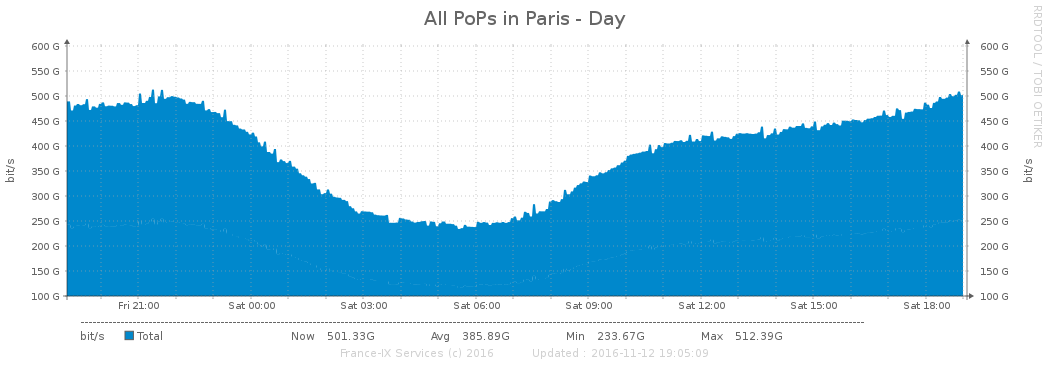 All PoPs in Paris - Day
RRDTOOL / TOBI OETIKER
600 G 600 G
550 G 550 G
500 G 500 G
450 G 450 G
400 G 400 G
350 G 350 G
300 G 300 G
250 G 250 G
200 G 200 G
150 G 150 G
100 G 100 G
bit/s bit/s
Fri 21:00 Sat 00:00 Sat 03:00 Sat 06:00 Sat 09:00 Sat 12:00 Sat 15:00 Sat 18:00
bit/s Total Now 501.33G Avg 385.89G Min 233.67G Max 512.39G
France-IX Services (c) 2016 Updated : 2016-11-12 19:05:09